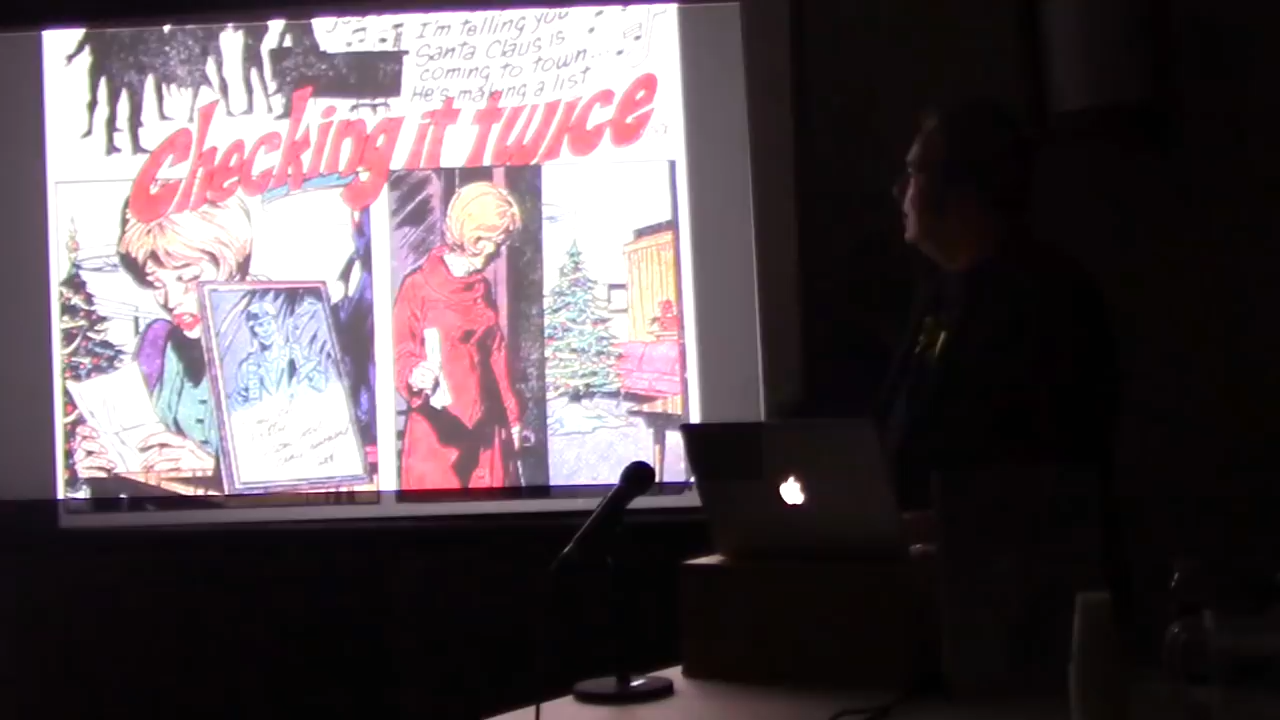 I'm telling you
Santa Claus is
coming to town...
He's making a list
Checking it twice